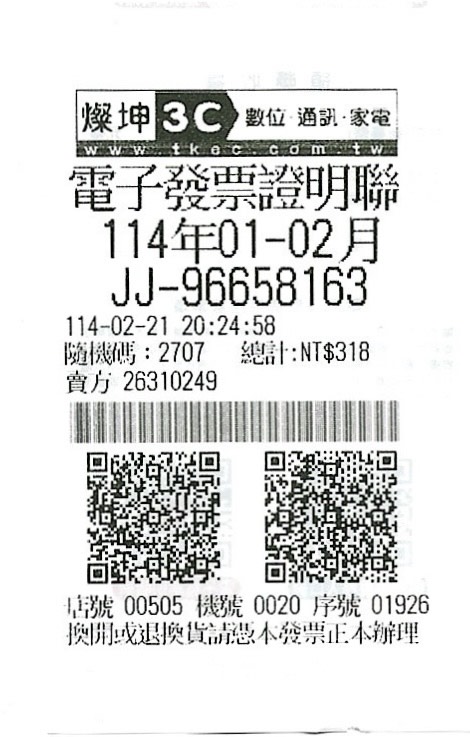 燦坤 3C 數位·通訊·家電
www.tkec.com.tw
電子發票證明聯
114年01-02月
JJ-96658163
114-02-21 20:24:58
隨機碼:2707 總計:NT$318
賣方 26310249
店號 00505 機號 0020 序號 01926
換開或退換貨請憑本發票正本辦理